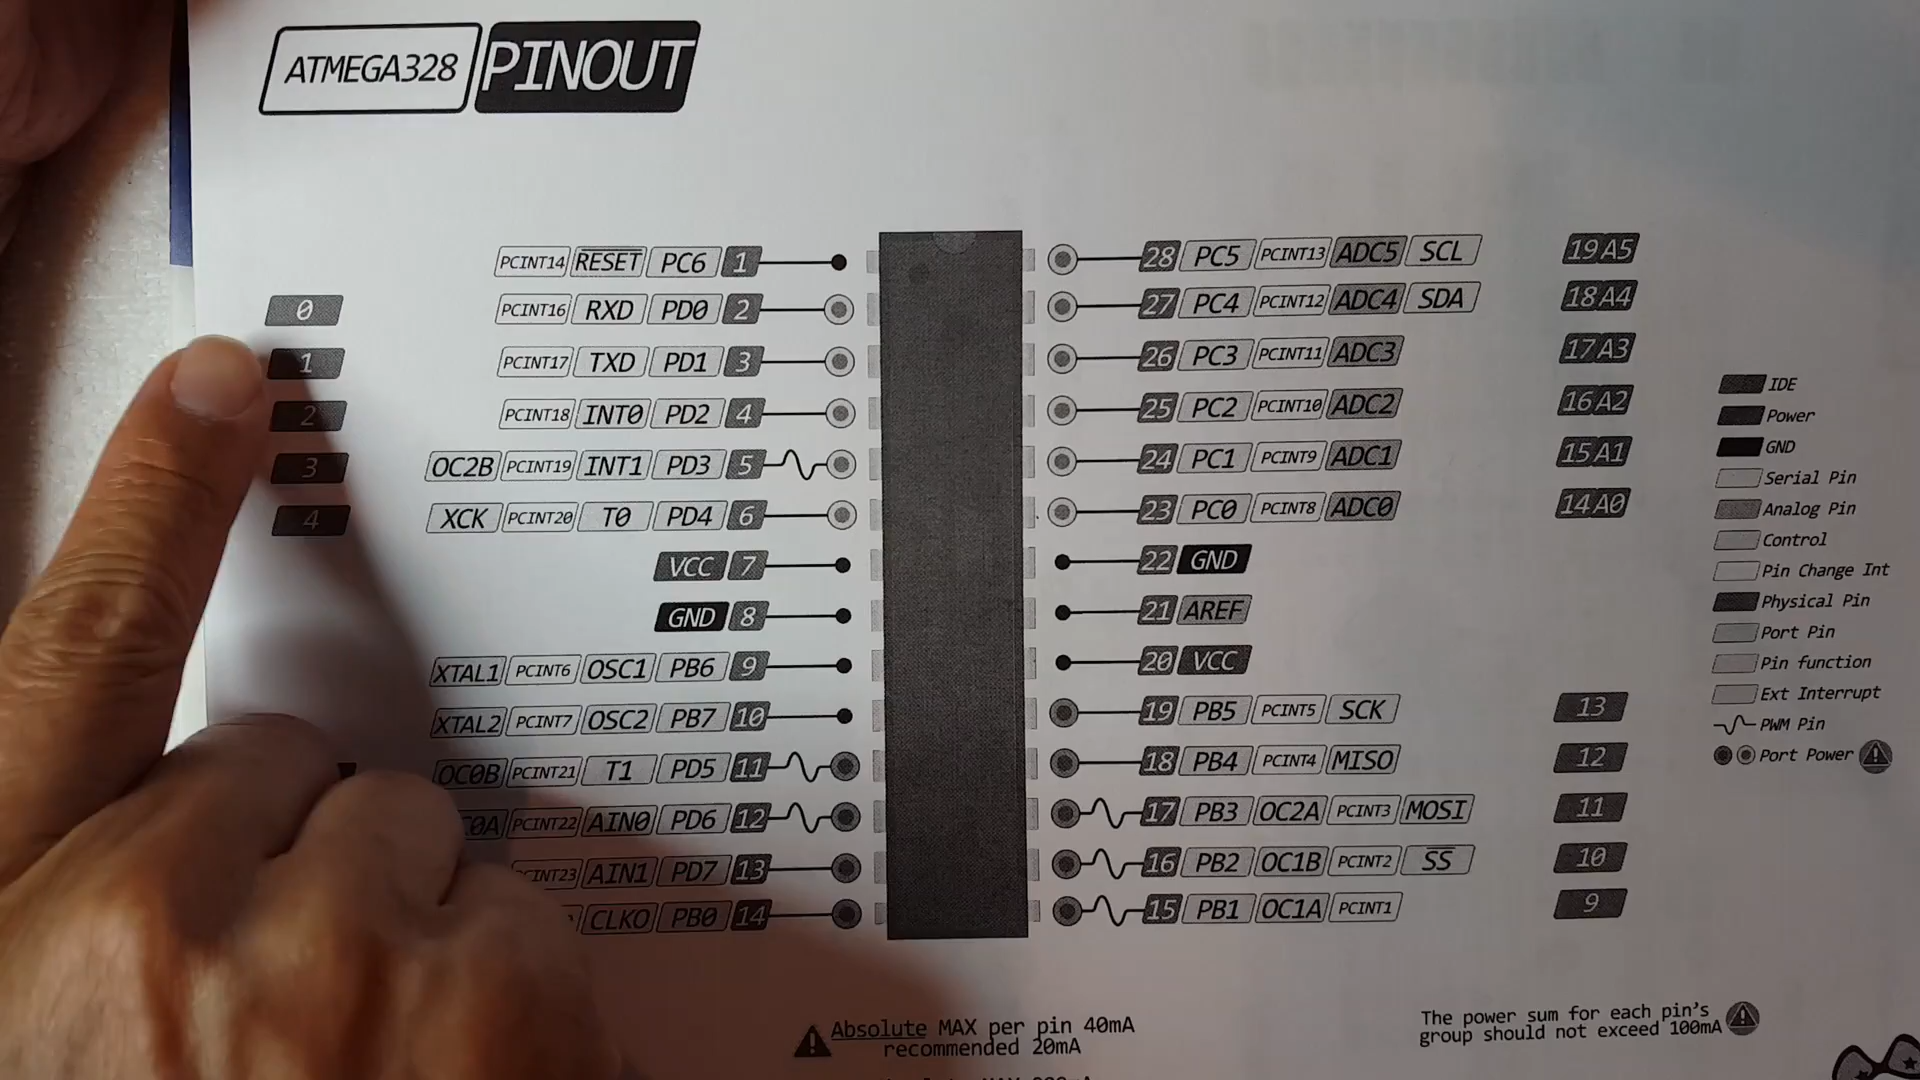 ATMEGA328 PINOUT
PCINT14 RESET PC6 1
0 PCINT16 RXD PD0 2
1 PCINT17 TXD PD1 3
2 PCINT18 INT0 PD2 4
3 OC2B PCINT19 INT1 PD3 5
4 XCK PCINT20 T0 PD4 6
VCC 7
GND 8
XTAL1 PCINT6 OSC1 PB6 9
XTAL2 PCINT7 OSC2 PB7 10
OC0B PCINT21 T1 PD5 11
PCINT22 AIN0 PD6 12
AIN1 PD7 13
CLKO PB0 14
28 PC5 PCINT13 ADC5 SCL 19 A5
27 PC4 PCINT12 ADC4 SDA 18 A4
26 PC3 PCINT11 ADC3 17 A3
25 PC2 PCINT10 ADC2 16 A2
24 PC1 PCINT9 ADC1 15 A1
23 PC0 PCINT8 ADC0 14 A0
22 GND
21 AREF
20 VCC
19 PB5 PCINT5 SCK 13
18 PB4 PCINT4 MISO 12
17 PB3 OC2A PCINT3 MOSI 11
16 PB2 OC1B PCINT2 SS 10
15 PB1 OC1A PCINT1 9
IDE
Power
GND
Serial Pin
Analog Pin
Control
Pin Change Int
Physical Pin
Port Pin
Pin function
Ext Interrupt
PWM Pin
Port Power
Absolute MAX per pin 40mA
recommended 20mA
The power sum for each pin's
group should not exceed 100mA